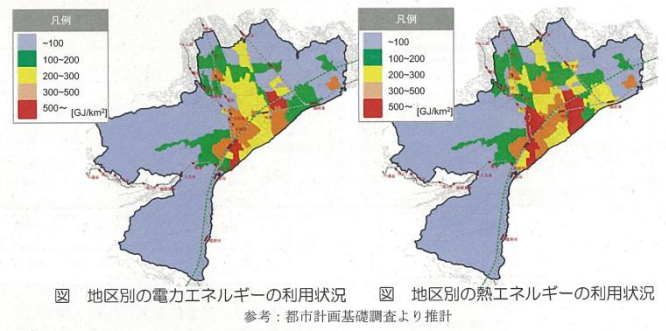 凡例
~100
100~200
200~300
300~500
500~ [GJ/km²]
凡例
~100
100~200
200~300
300~500
500~ [GJ/km²]
図 地区別の電力エネルギーの利用状況
図 地区別の熱エネルギーの利用状況
参考：都市計画基礎調査より推計